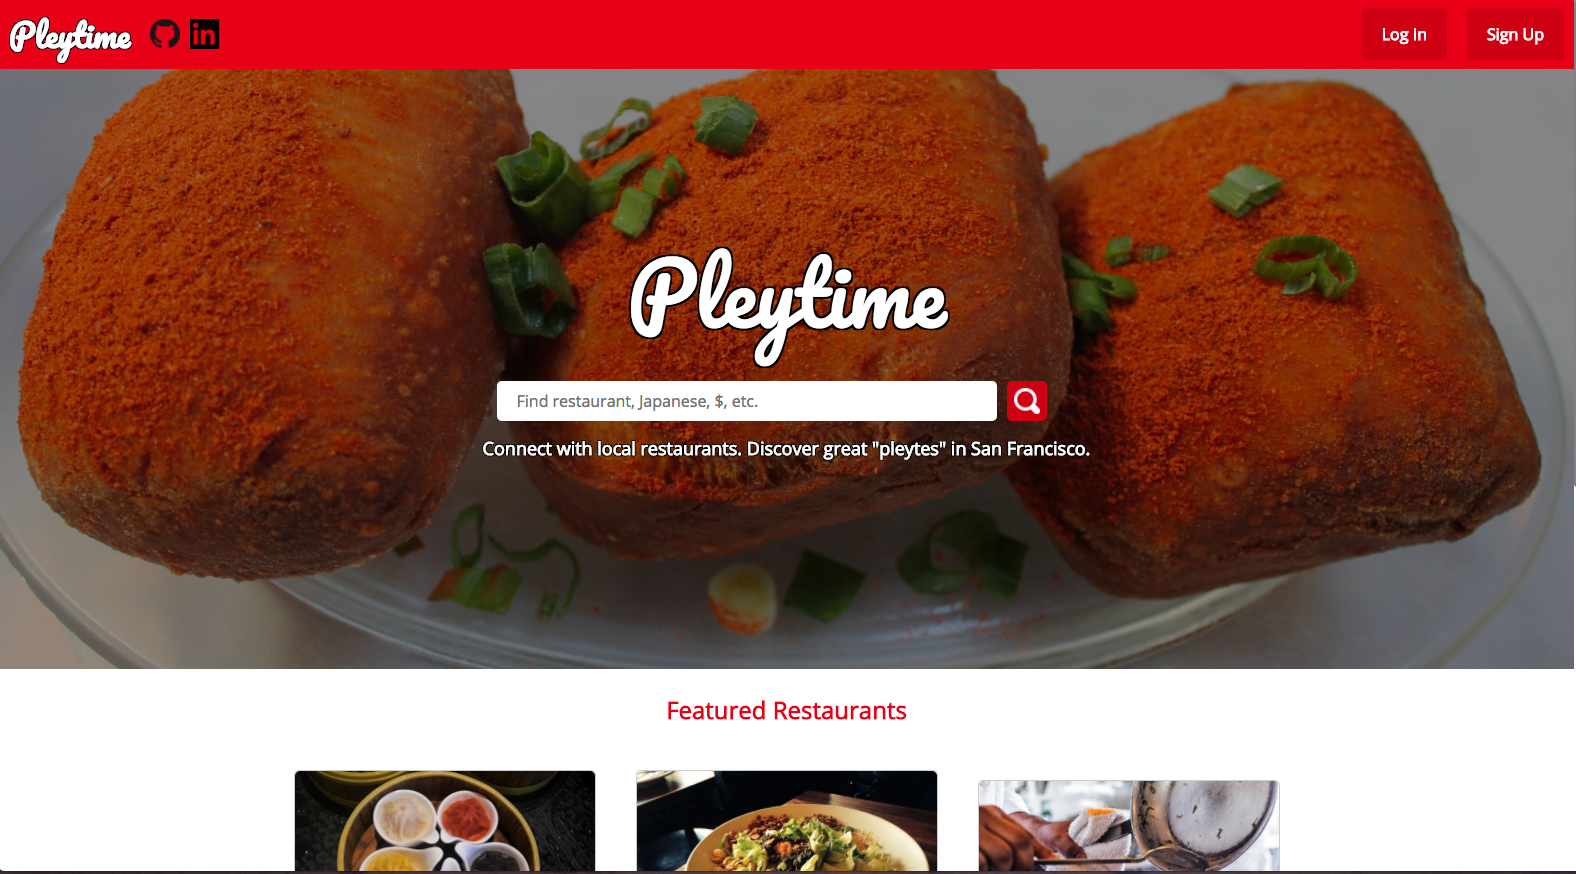 Pleytime
in
Log In
Sign Up
Pleytime
Find restaurant, Japanese, $, etc.
Connect with local restaurants. Discover great "pleytes" in San Francisco.
Featured Restaurants